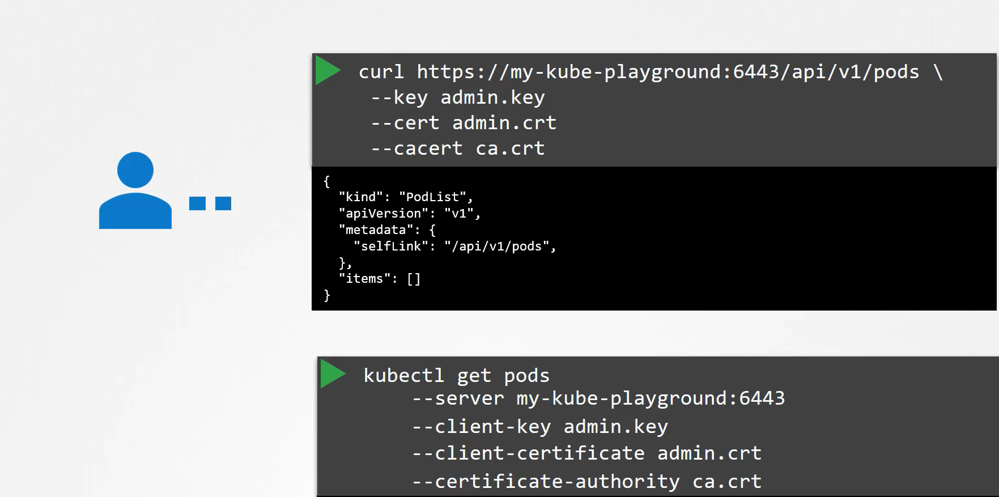 curl https://my-kube-playground:6443/api/v1/pods \
--key admin.key
--cert admin.crt
--cacert ca.crt
{
"kind": "PodList",
"apiVersion": "v1",
"metadata": {
"selfLink": "/api/v1/pods",
},
"items": []
}
kubectl get pods
--server my-kube-playground:6443
--client-key admin.key
--client-certificate admin.crt
--certificate-authority ca.crt